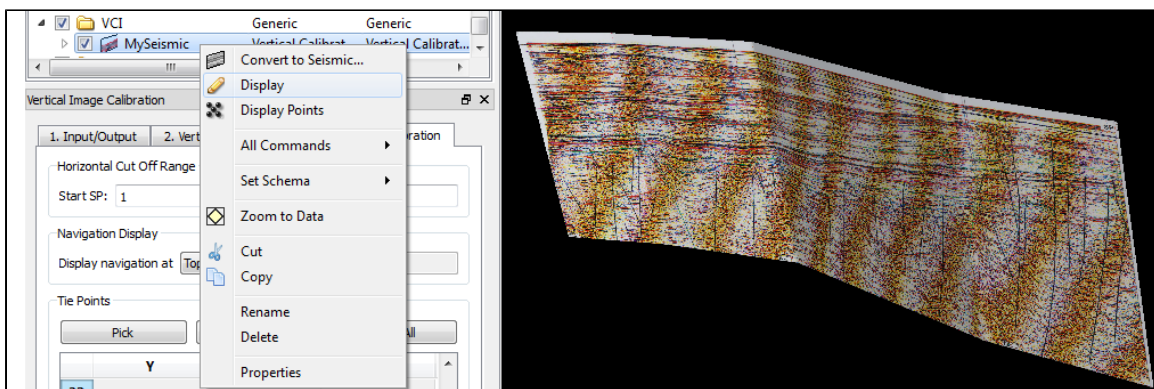 VCI Generic Generic
MySeismic Vertical Calibrat... Vertical Calibrat...
Convert to Seismic...
Vertical Image Calibration
Display
Display Points
1. Input/Output 2. Vert
All Commands
Horizontal Cut Off Range
Start SP: 1
Set Schema
Zoom to Data
Navigation Display
Cut
Display navigation at Top
Copy
Tie Points
Rename
Pick All
Delete
Y
Properties